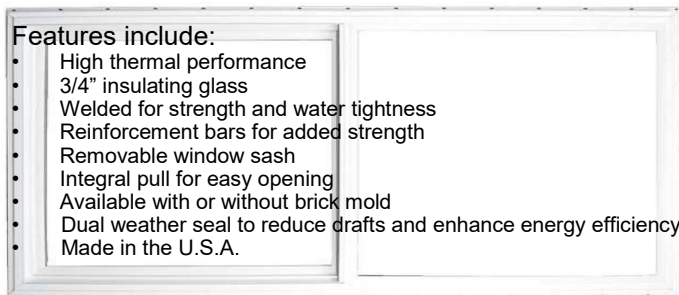 Features include:
• High thermal performance
• 3/4” insulating glass
• Welded for strength and water tightness
• Reinforcement bars for added strength
• Removable window sash
• Integral pull for easy opening
• Available with or without brick mold
• Dual weather seal to reduce drafts and enhance energy efficiency
• Made in the U.S.A.